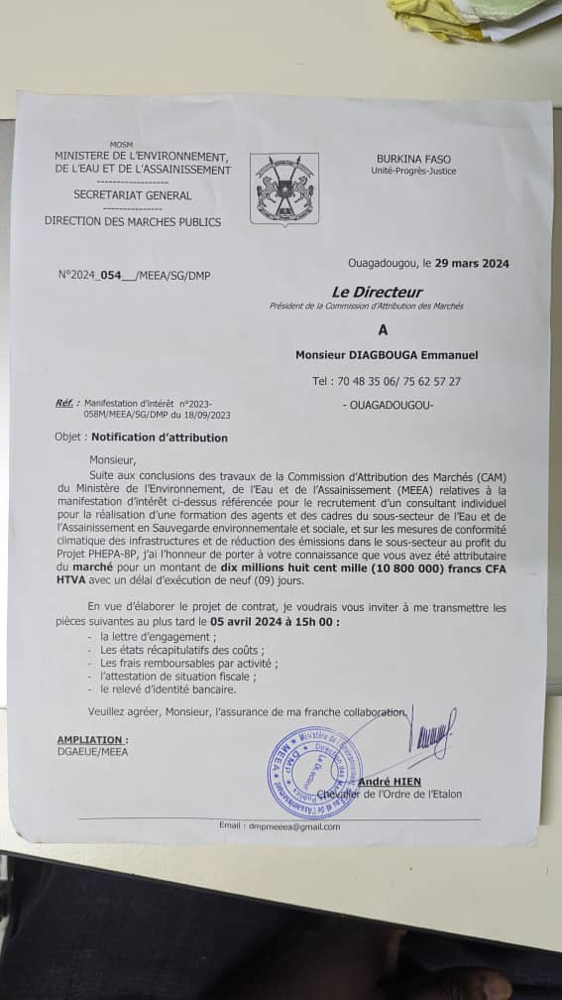 MOSM
MINISTERE DE L'ENVIRONNEMENT,
DE L'EAU ET DE L'ASSAINISSEMENT
------------------
SECRETARIAT GENERAL
---------------
DIRECTION DES MARCHES PUBLICS
BURKINA FASO
Unité-Progrès-Justice
N°2024_054__/MEEA/SG/DMP
Ouagadougou, le 29 mars 2024
Le Directeur
Président de la Commission d'Attribution des Marchés
A
Monsieur DIAGBOUGA Emmanuel
Tel : 70 48 35 06/ 75 62 57 27
- OUAGADOUGOU-
Réf. : Manifestation d'intérêt n°2023-
058M/MEEA/SG/DMP du 18/09/2023
Objet : Notification d'attribution
Monsieur,
Suite aux conclusions des travaux de la Commission d'Attribution des Marchés (CAM)
du Ministère de l'Environnement, de l'Eau et de l'Assainissement (MEEA) relatives à la
manifestation d'intérêt ci-dessus référencée pour le recrutement d'un consultant individuel
pour la réalisation d'une formation des agents et des cadres du sous-secteur de l'Eau et de
l'Assainissement en Sauvegarde environnementale et sociale, et sur les mesures de conformité
climatique des infrastructures et de réduction des émissions dans le sous-secteur au profit du
Projet PHEPA-8P, j'ai l'honneur de porter à votre connaissance que vous avez été attributaire
du marché pour un montant de dix millions huit cent mille (10 800 000) francs CFA
HTVA avec un délai d'exécution de neuf (09) jours.
En vue d'élaborer le projet de contrat, je voudrais vous inviter à me transmettre les
pièces suivantes au plus tard le 05 avril 2024 à 15h 00 :
- la lettre d'engagement ;
- Les états récapitulatifs des coûts ;
- Les frais remboursables par activité ;
- l'attestation de situation fiscale ;
- le relevé d'identité bancaire.
Veuillez agréer, Monsieur, l'assurance de ma franche collaboration.
AMPLIATION :
DGAEUE/MEEA
Ministère de l'Environnement, de l'Eau et de l'Assainissement
MEEA
Direction des Marchés Publics
DMP
Le Directeur
André HIEN
Chevalier de l'Ordre de l'Etalon
Email : dmpmeeea@gmail.com